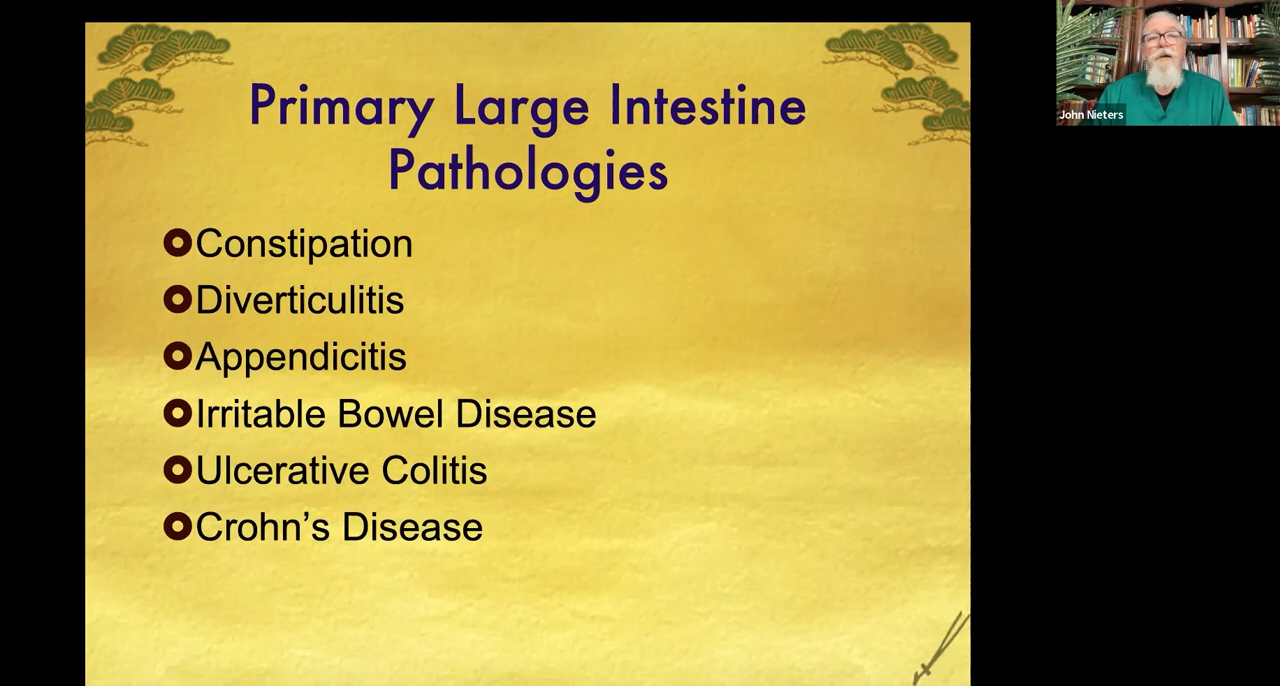 Primary Large Intestine
Pathologies
Constipation
Diverticulitis
Appendicitis
Irritable Bowel Disease
Ulcerative Colitis
Crohn’s Disease
John Nieters